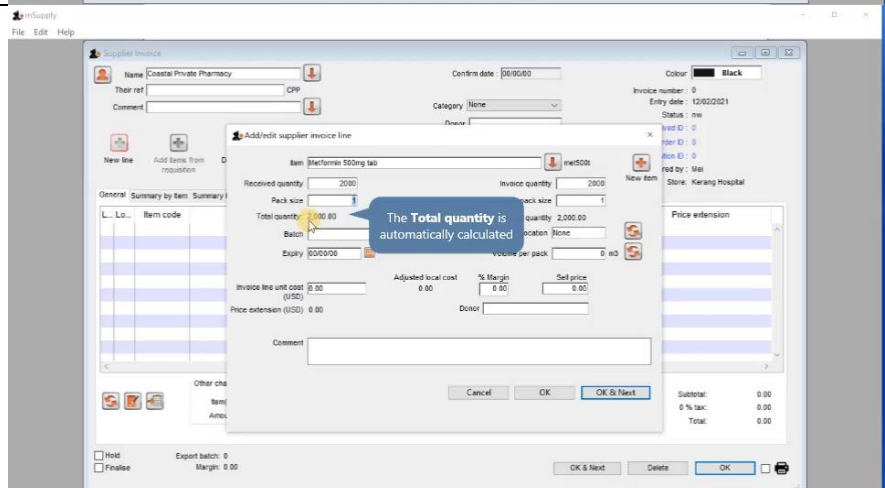 mSupply
File Edit Help
Supplier Invoice
Name Coastal Private Pharmacy
Confirm date : 00/00/00
Colour Black
Their ref CPP
Invoice number : 0
Comment
Category None
Entry date : 12/02/2021
Donor
Status : nw
Add/edit supplier invoice line
New line
Add items from requisition
Item Metformin 500mg tab
met500t
New item
Store: Kerang Hospital
Received quantity 2000
Invoice quantity 2000
General Summary by Item Summary
Pack size 1
pack size 1
L... Lo... Item code
Total quantity: 2,000.00
quantity 2,000.00
Price extension
The Total quantity is
automatically calculated
Batch
location None
Expiry 00/00/00
Volume per pack 0 m3
Adjusted local cost
% Margin
Sell price
Invoice line unit cost (USD) 0.00
0.00
0.00
0.00
Price extension (USD) 0.00
Donor
Comment
Other cha
Cancel
OK
OK & Next
Subtotal: 0.00
0 % tax: 0.00
Total: 0.00
Hold
Export batch: 0
Finalise
Margin: 0.00
OK & Next
Delete
OK